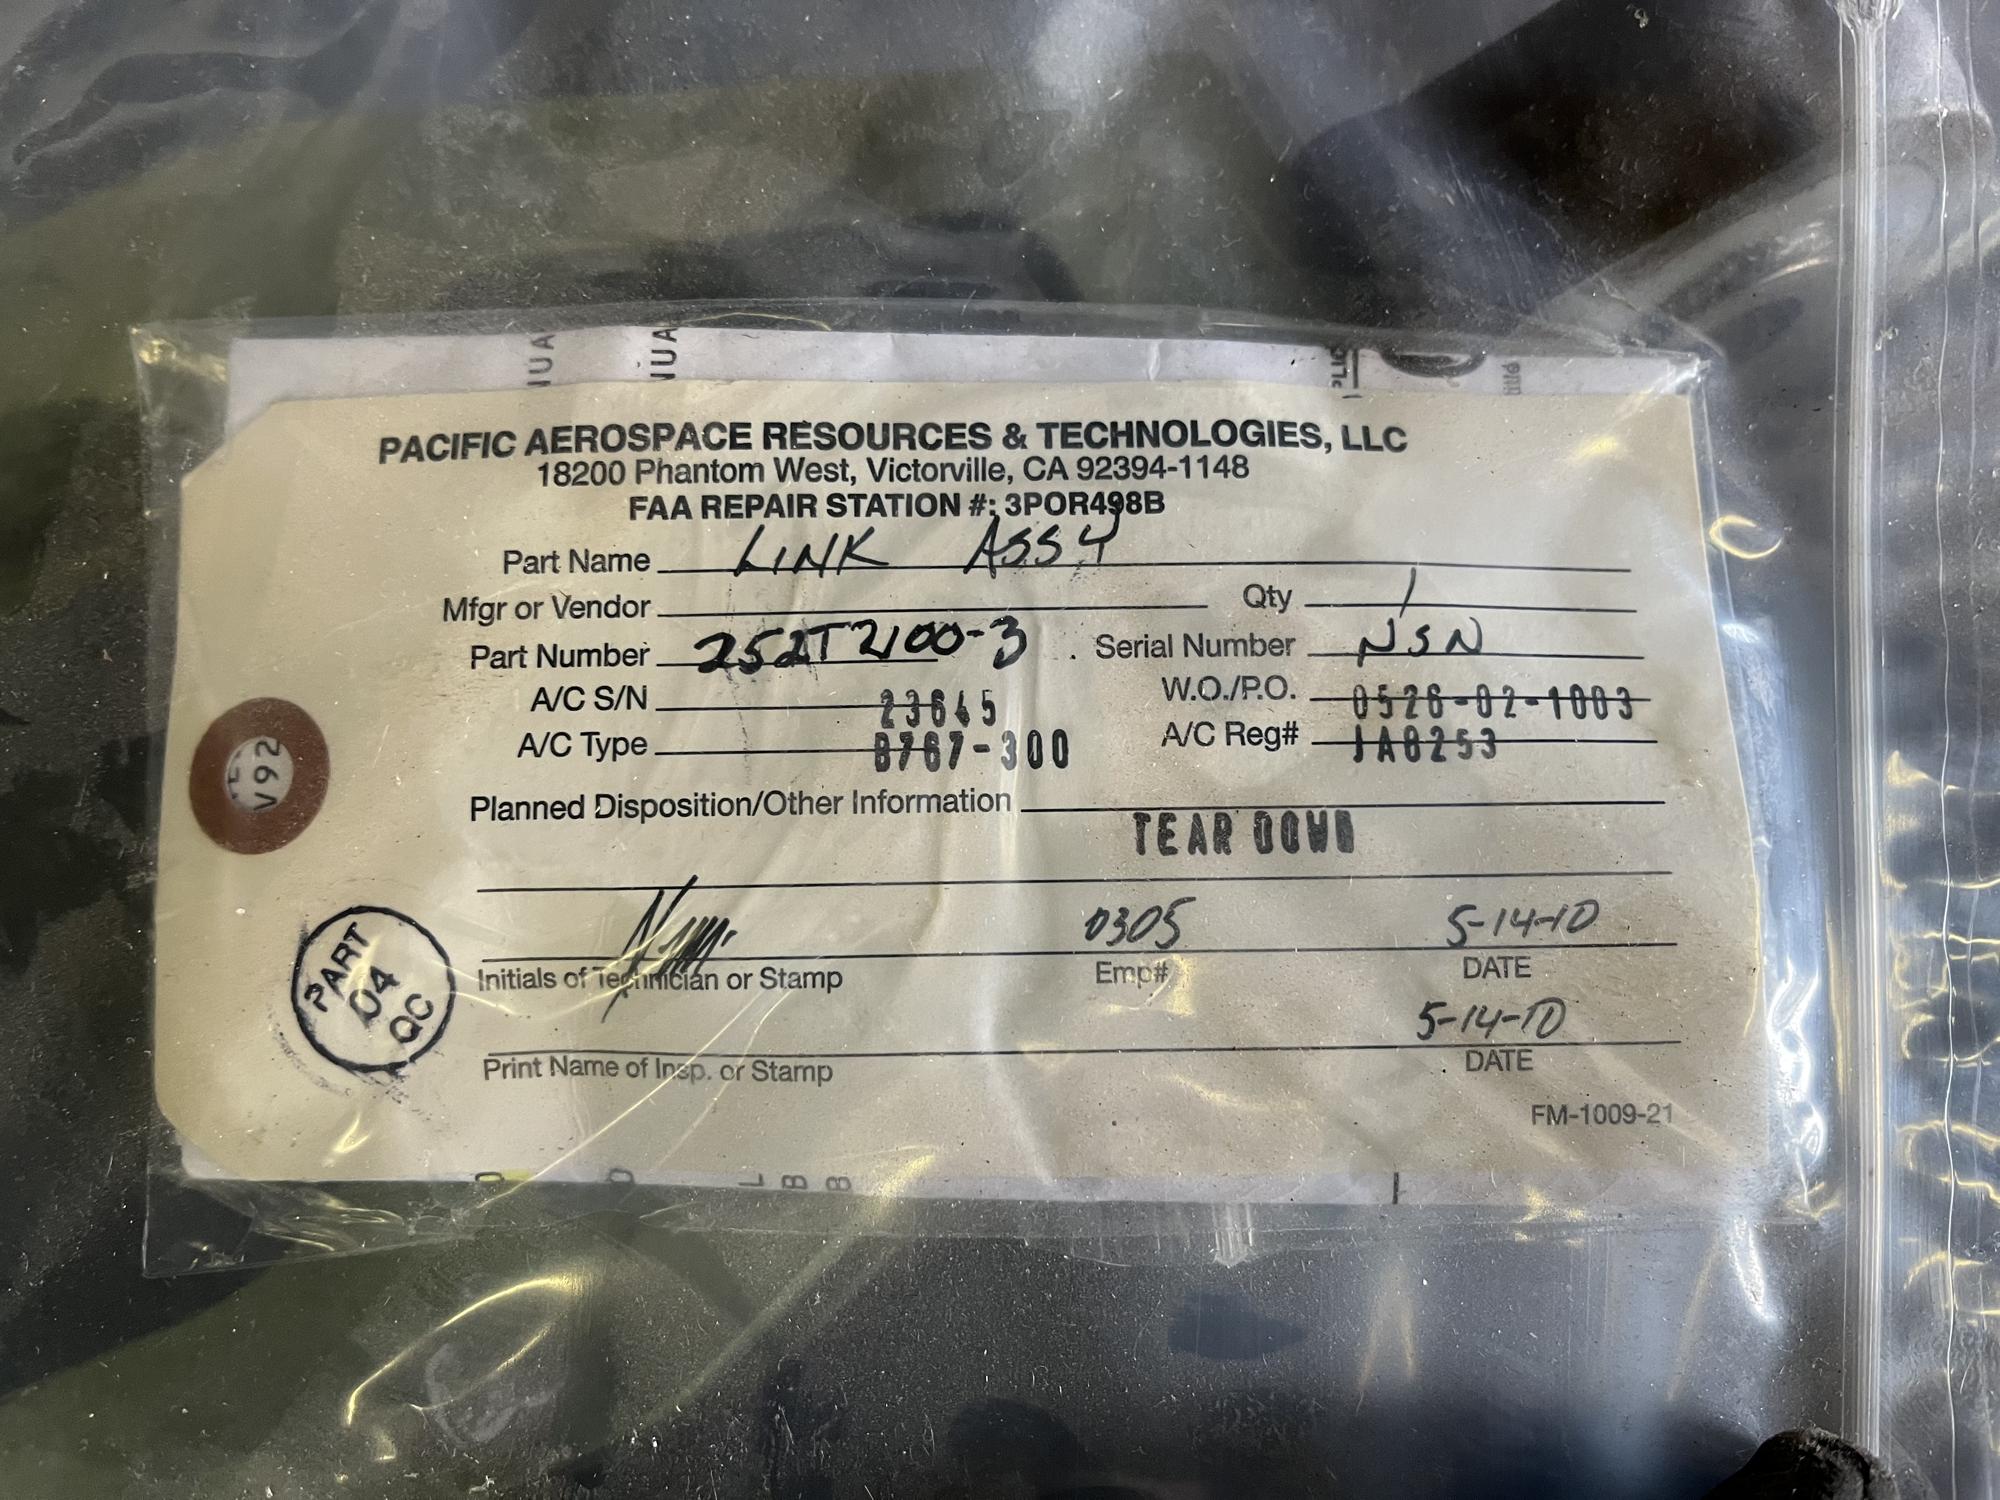 PACIFIC AEROSPACE RESOURCES & TECHNOLOGIES, LLC
18200 Phantom West, Victorville, CA 92394-1148
FAA REPAIR STATION #: 3POR498B
Part Name LINK ASSY
Mfgr or Vendor Qty 1
Part Number 252T2100-3 Serial Number NSN
A/C S/N 23645 W.O./P.O. 0526-02-1003
A/C Type B767-300 A/C Reg# JA8253
Planned Disposition/Other Information
TEAR DOWN
0305 5-14-10
Initials of Technician or Stamp Emp# DATE
5-14-10
Print Name of Insp. or Stamp DATE
FM-1009-21
PART
04
QC
V92